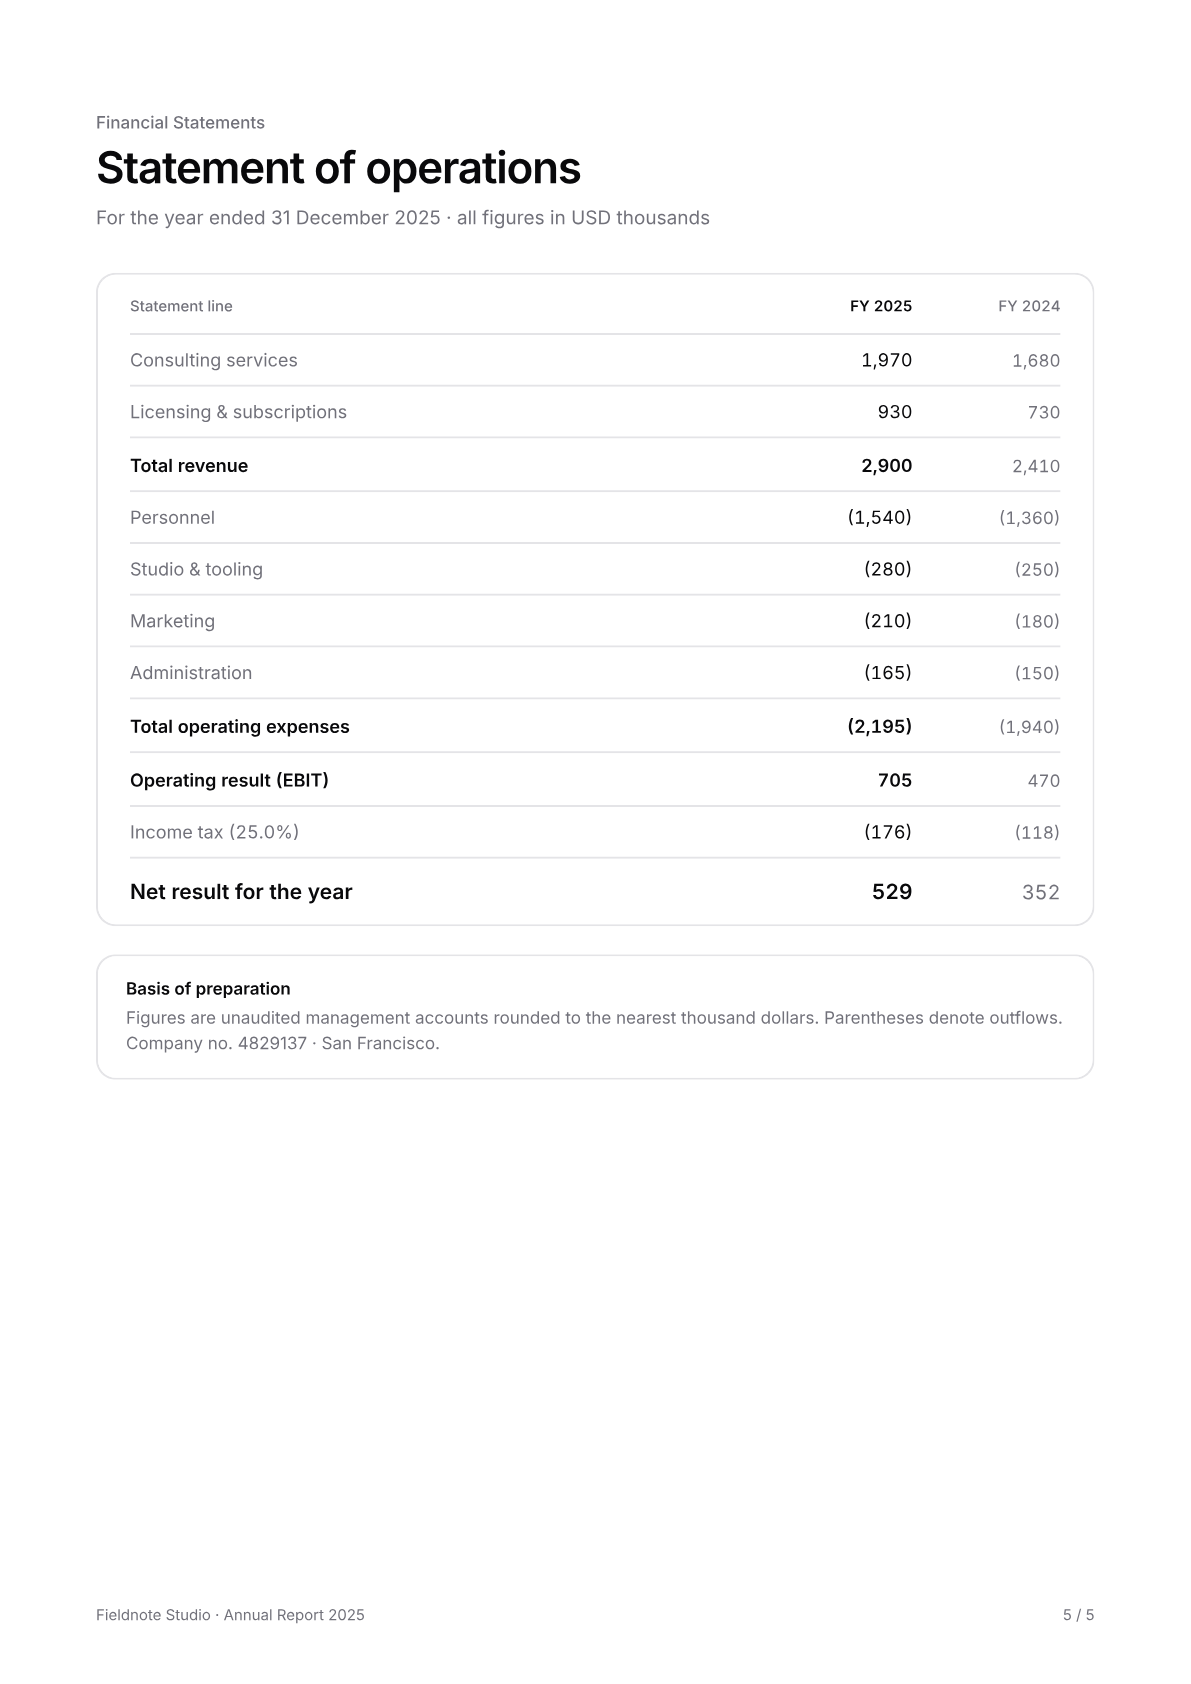 Financial Statements
Statement of operations
For the year ended 31 December 2025 · all figures in USD thousands
Statement line FY 2025 FY 2024
Consulting services 1,970 1,680
Licensing & subscriptions 930 730
Total revenue 2,900 2,410
Personnel (1,540) (1,360)
Studio & tooling (280) (250)
Marketing (210) (180)
Administration (165) (150)
Total operating expenses (2,195) (1,940)
Operating result (EBIT) 705 470
Income tax (25.0%) (176) (118)
Net result for the year 529 352
Basis of preparation
Figures are unaudited management accounts rounded to the nearest thousand dollars. Parentheses denote outflows.
Company no. 4829137 · San Francisco.
Fieldnote Studio · Annual Report 2025 5 / 5